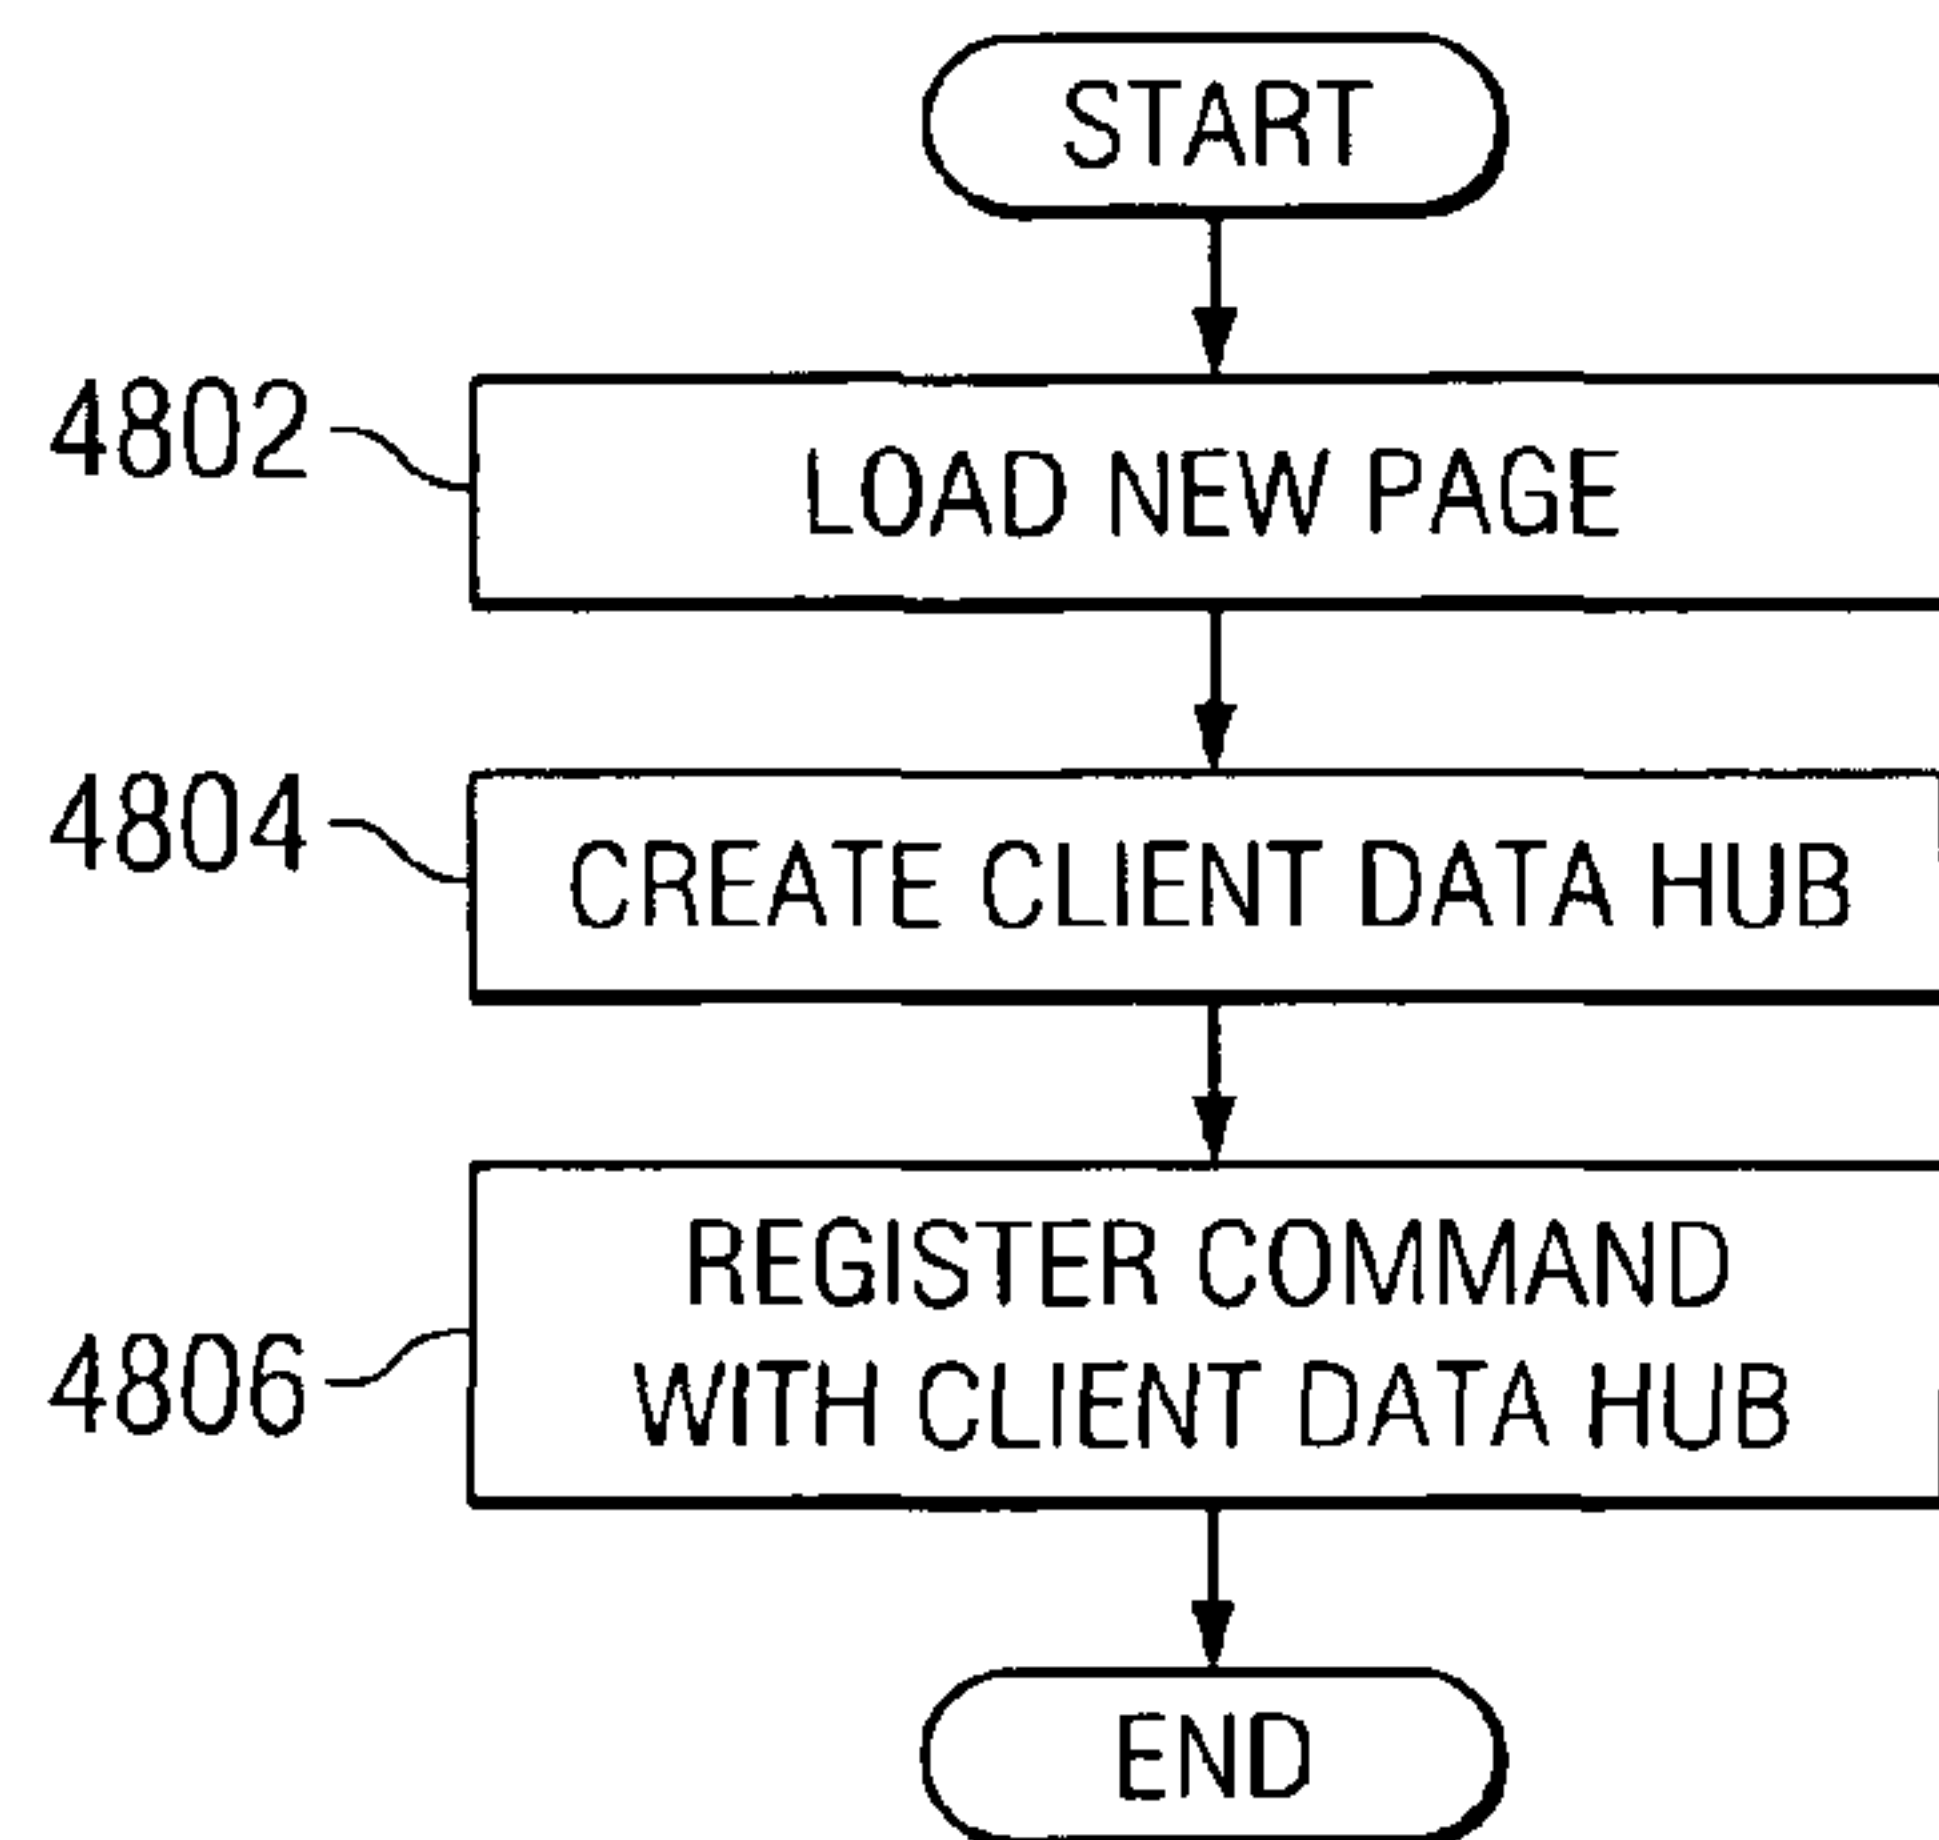 START
4802
LOAD NEW PAGE
4804
CREATE CLIENT DATA HUB
4806
REGISTER COMMAND
WITH CLIENT DATA HUB
END